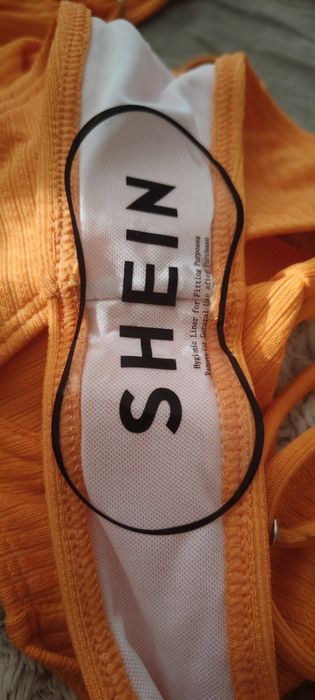 SHEIN
Hygienic Liner for Fitting Purposes
Remove for General Use after Purchase